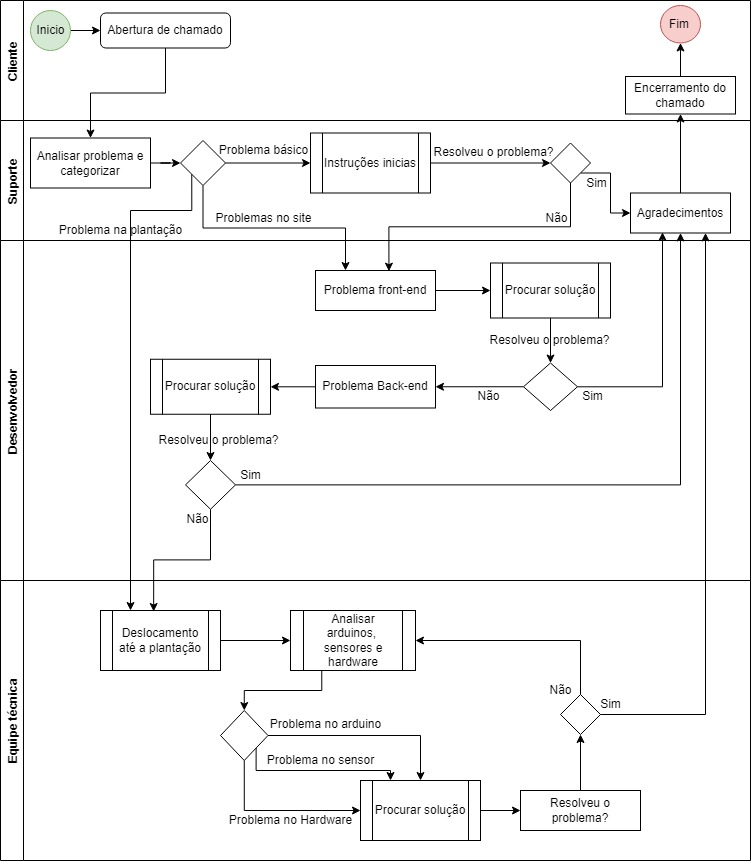 Cliente
Inicio
Abertura de chamado
Fim
Encerramento do
chamado
Suporte
Analisar problema e
categorizar
Problema básico
Instruções inicias
Resolveu o problema?
Sim
Agradecimentos
Problemas no site
Não
Problema na plantação
Desenvolvedor
Problema front-end
Procurar solução
Resolveu o problema?
Sim
Não
Problema Back-end
Procurar solução
Resolveu o problema?
Sim
Não
Equipe técnica
Deslocamento
até a plantação
Analisar
arduinos,
sensores e
hardware
Problema no arduino
Problema no sensor
Problema no Hardware
Procurar solução
Resolveu o
problema?
Não
Sim